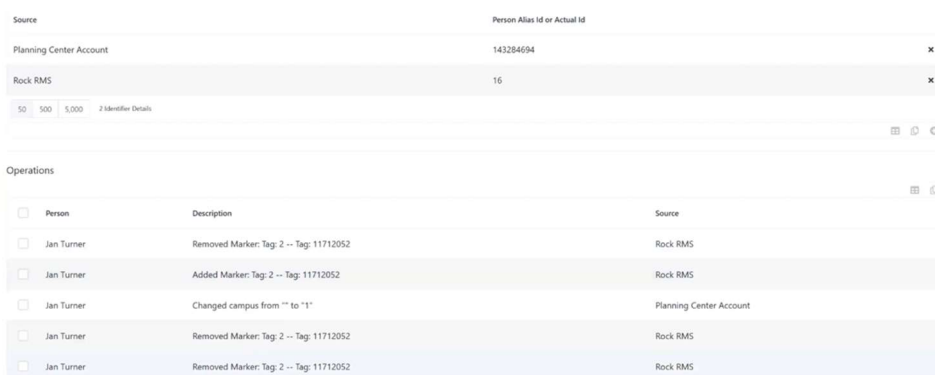 Source Person Alias Id or Actual Id
Planning Center Account 143284694
Rock RMS 16
50 500 5,000 2 Identifier Details
Operations
Person Description Source
Jan Turner Removed Marker: Tag: 2 -- Tag: 11712052 Rock RMS
Jan Turner Added Marker: Tag: 2 -- Tag: 11712052 Rock RMS
Jan Turner Changed campus from "" to "1" Planning Center Account
Jan Turner Removed Marker: Tag: 2 -- Tag: 11712052 Rock RMS
Jan Turner Removed Marker: Tag: 2 -- Tag: 11712052 Rock RMS